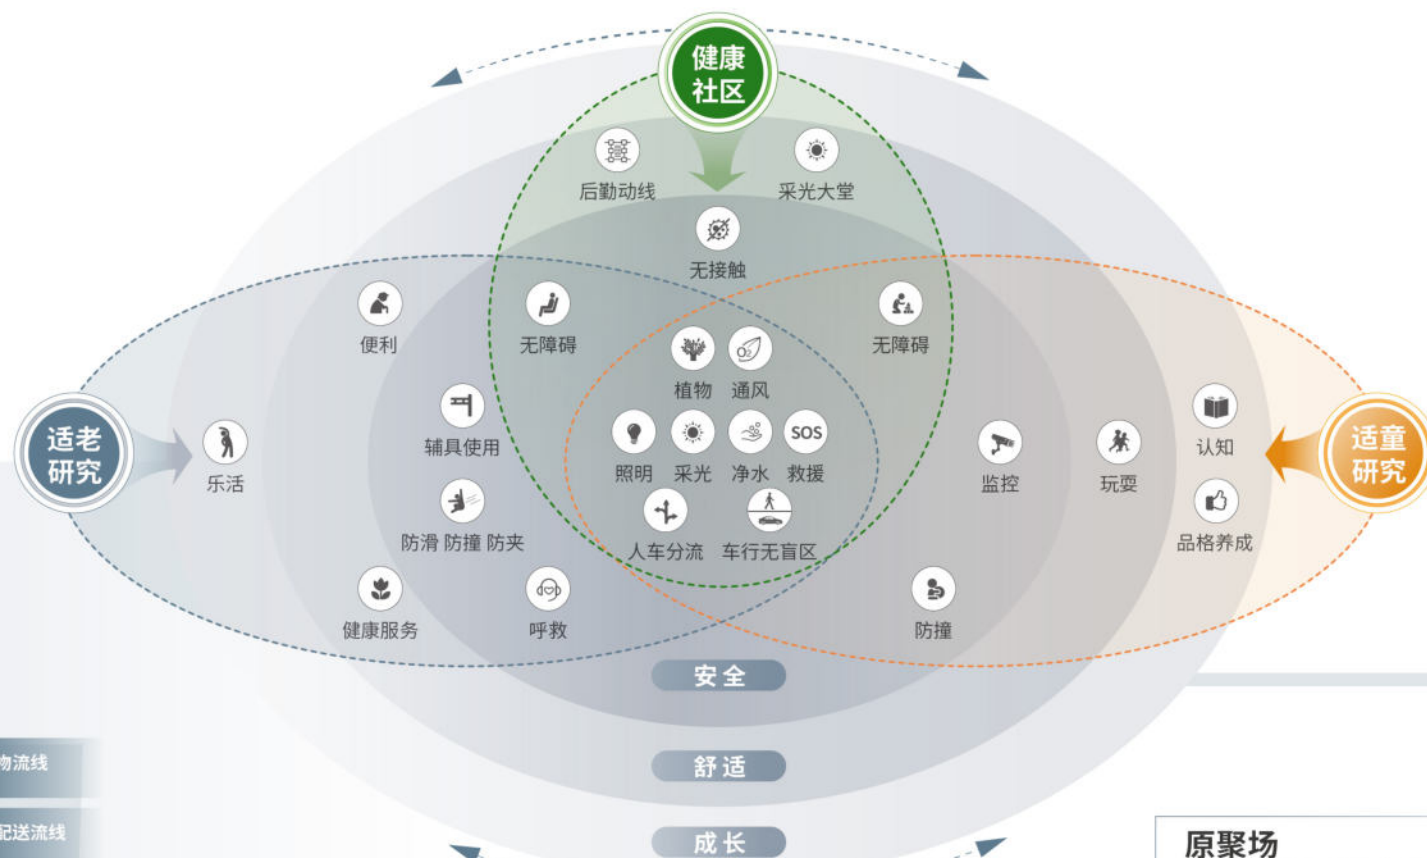 健康
社区
后勤动线
采光大堂
无接触
便利
无障碍
无障碍
植物
通风
适老
研究
乐活
辅具使用
照明
采光
净水
SOS
救援
监控
玩耍
认知
适童
研究
O2
防滑 防撞 防夹
人车分流
车行无盲区
品格养成
健康服务
呼救
防撞
安全
舒适
成长
物流线
配送流线
原聚场